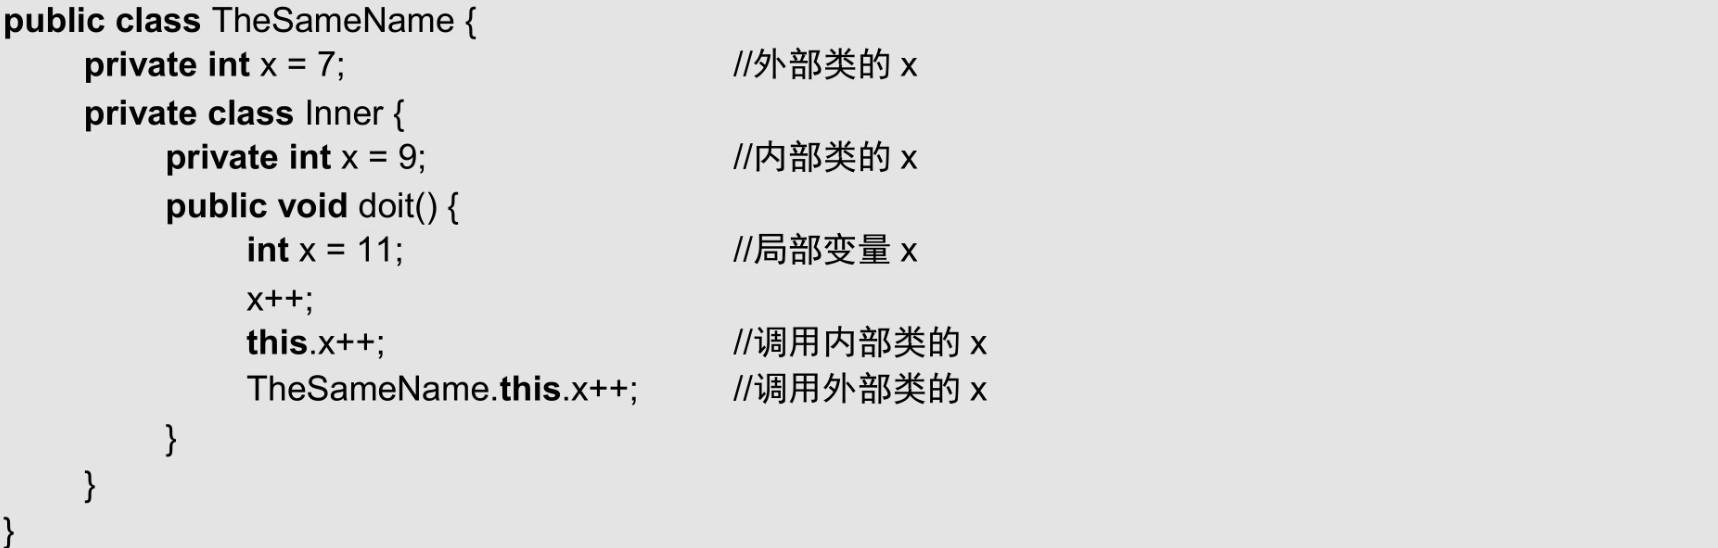 public class TheSameName {
private int x = 7; //外部类的 x
private class Inner {
private int x = 9; //内部类的 x
public void doit() {
int x = 11; //局部变量 x
x++;
this.x++; //调用内部类的 x
TheSameName.this.x++; //调用外部类的 x
}
}
}